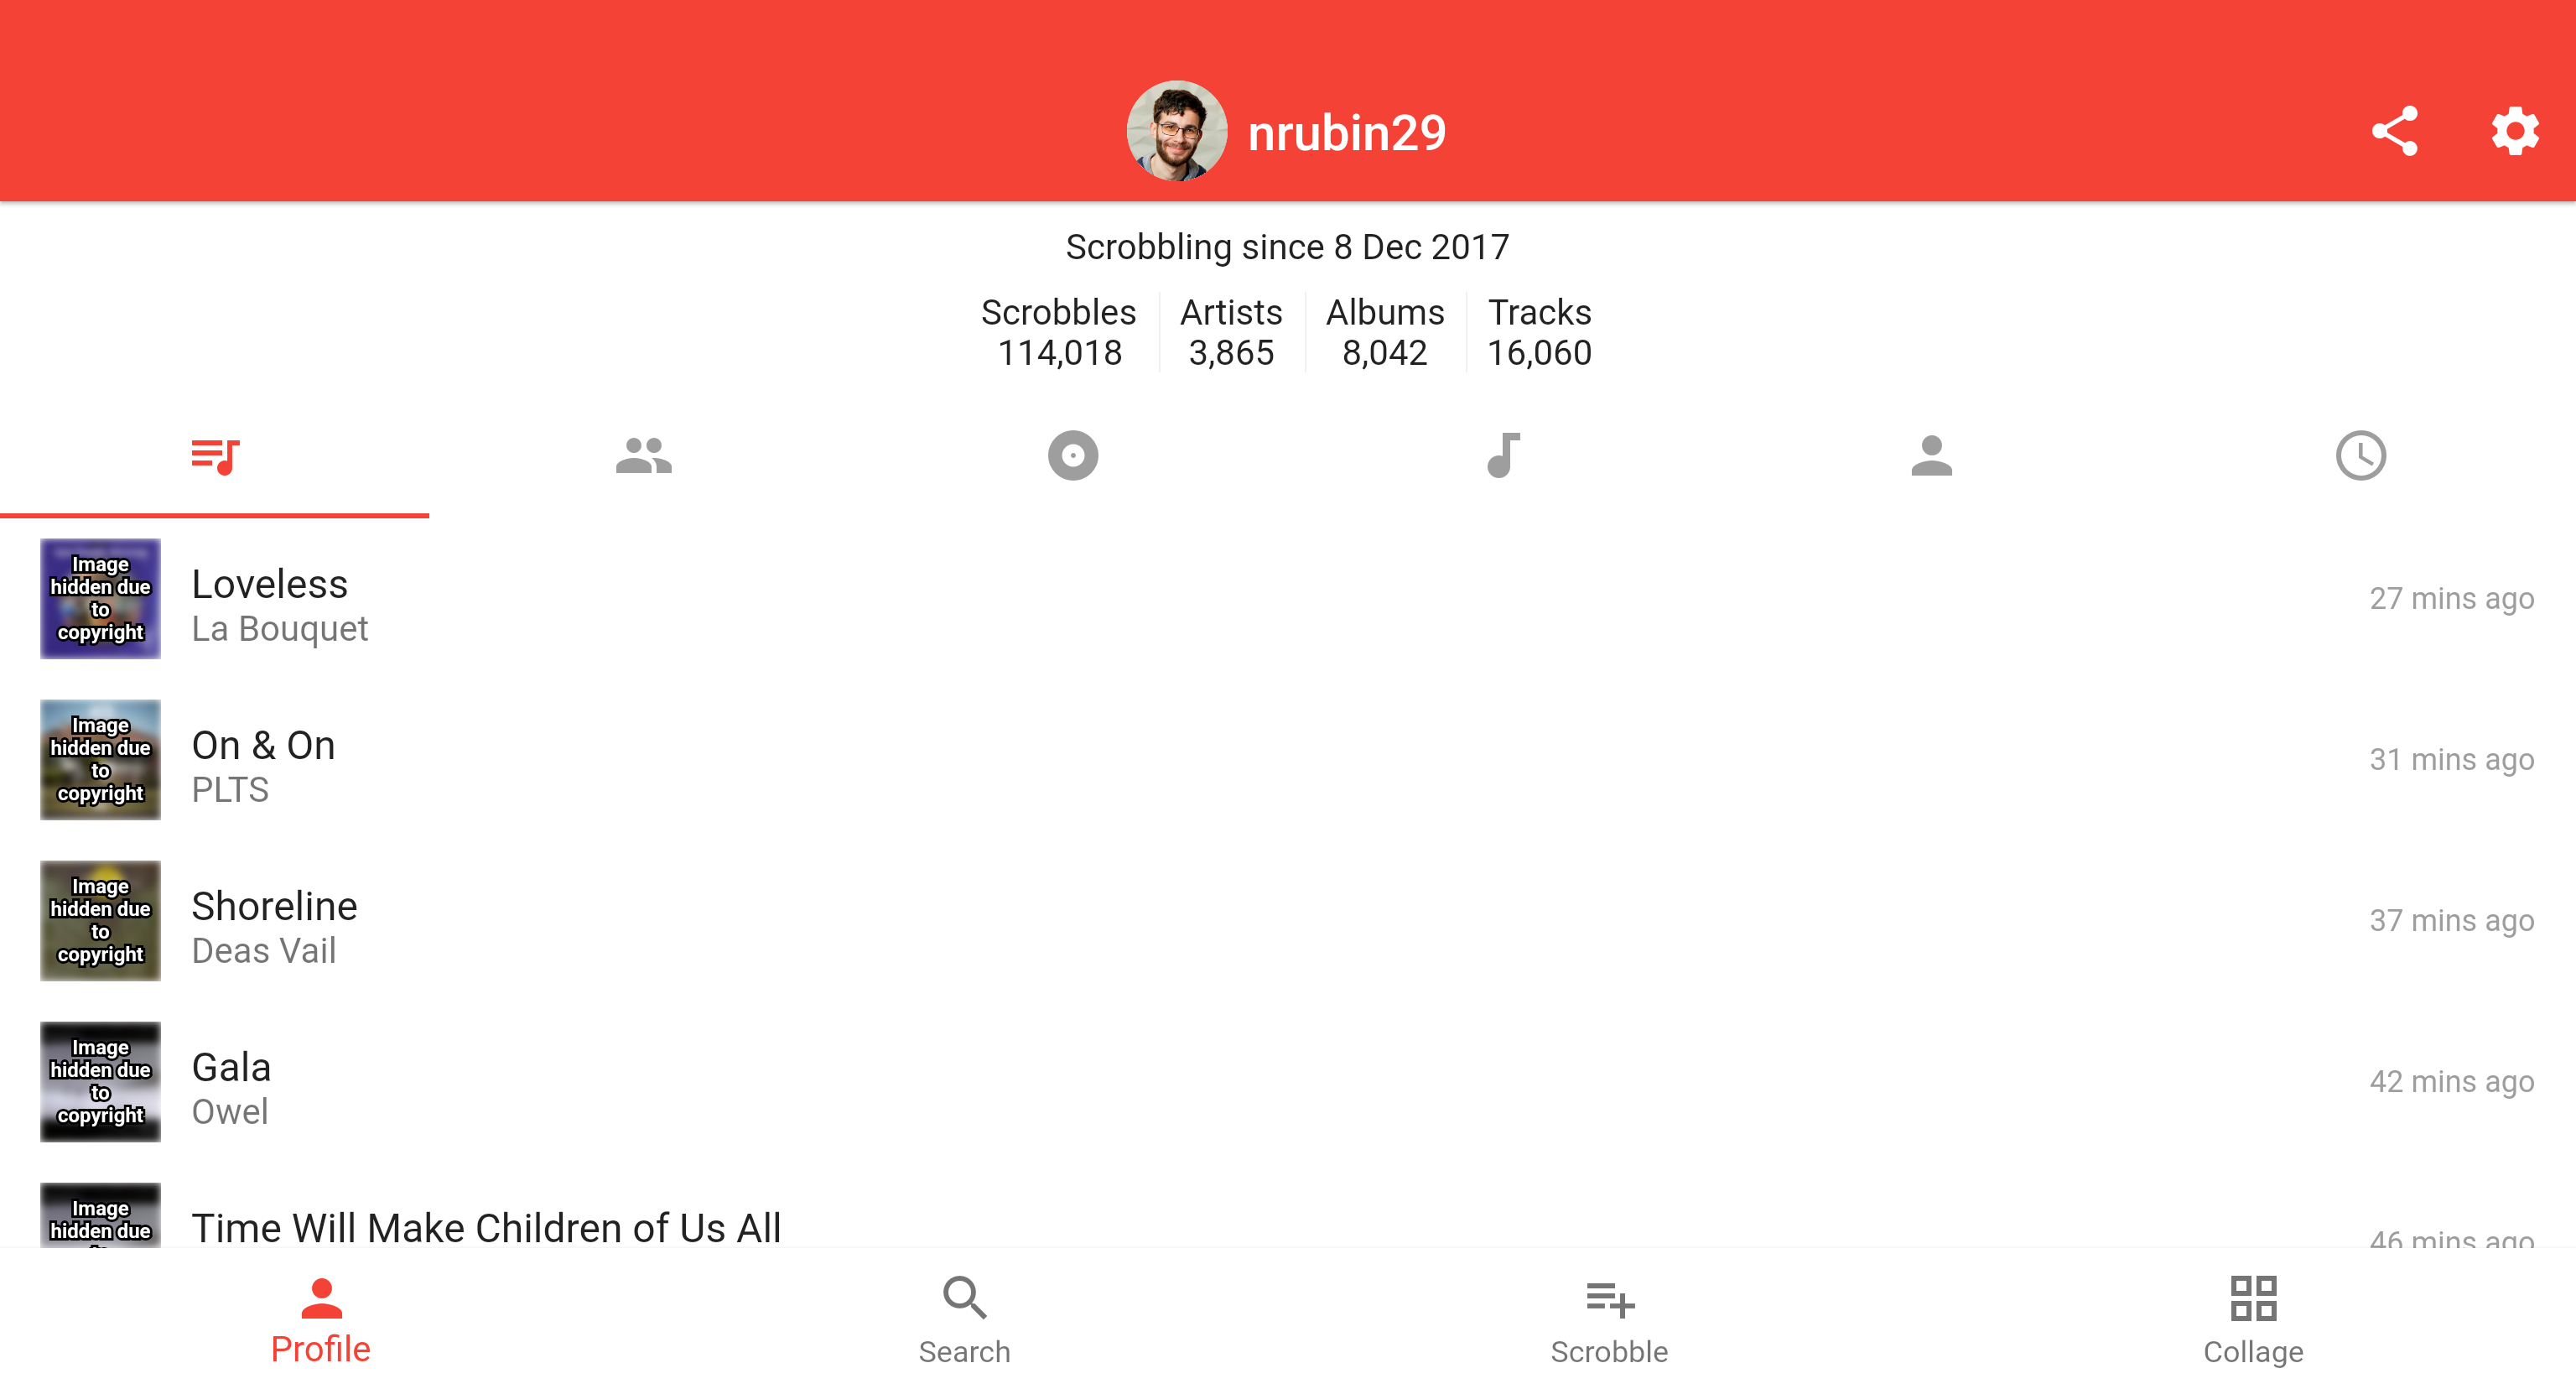 nrubin29
Scrobbling since 8 Dec 2017
Scrobbles Artists Albums Tracks
114,018 3,865 8,042 16,060
Image
hidden due
to
copyright
Loveless
La Bouquet
27 mins ago
Image
hidden due
to
copyright
On & On
PLTS
31 mins ago
Image
hidden due
to
copyright
Shoreline
Deas Vail
37 mins ago
Image
hidden due
to
copyright
Gala
Owel
42 mins ago
Image
hidden due
Time Will Make Children of Us All
46 mins ago
Profile Search Scrobble Collage